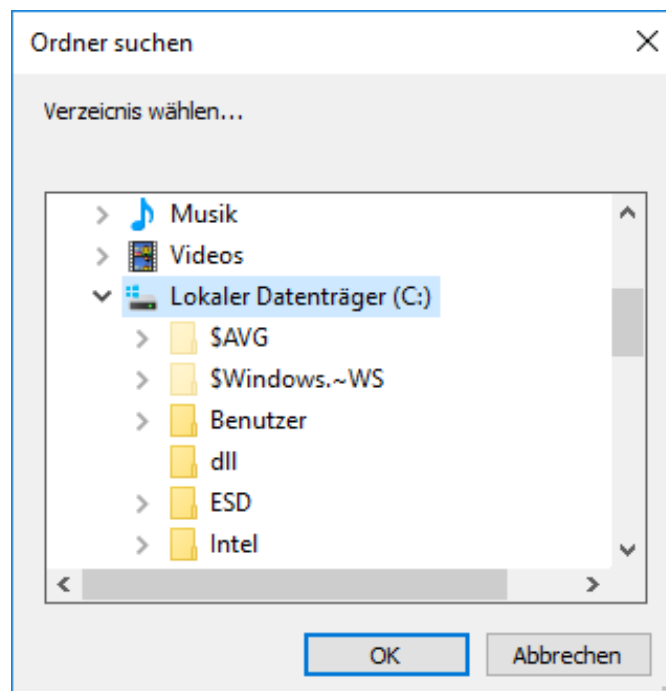 Ordner suchen
Verzeicnis wählen...
Musik
Videos
Lokaler Datenträger (C:)
$AVG
$Windows.~WS
Benutzer
dll
ESD
Intel
OK Abbrechen